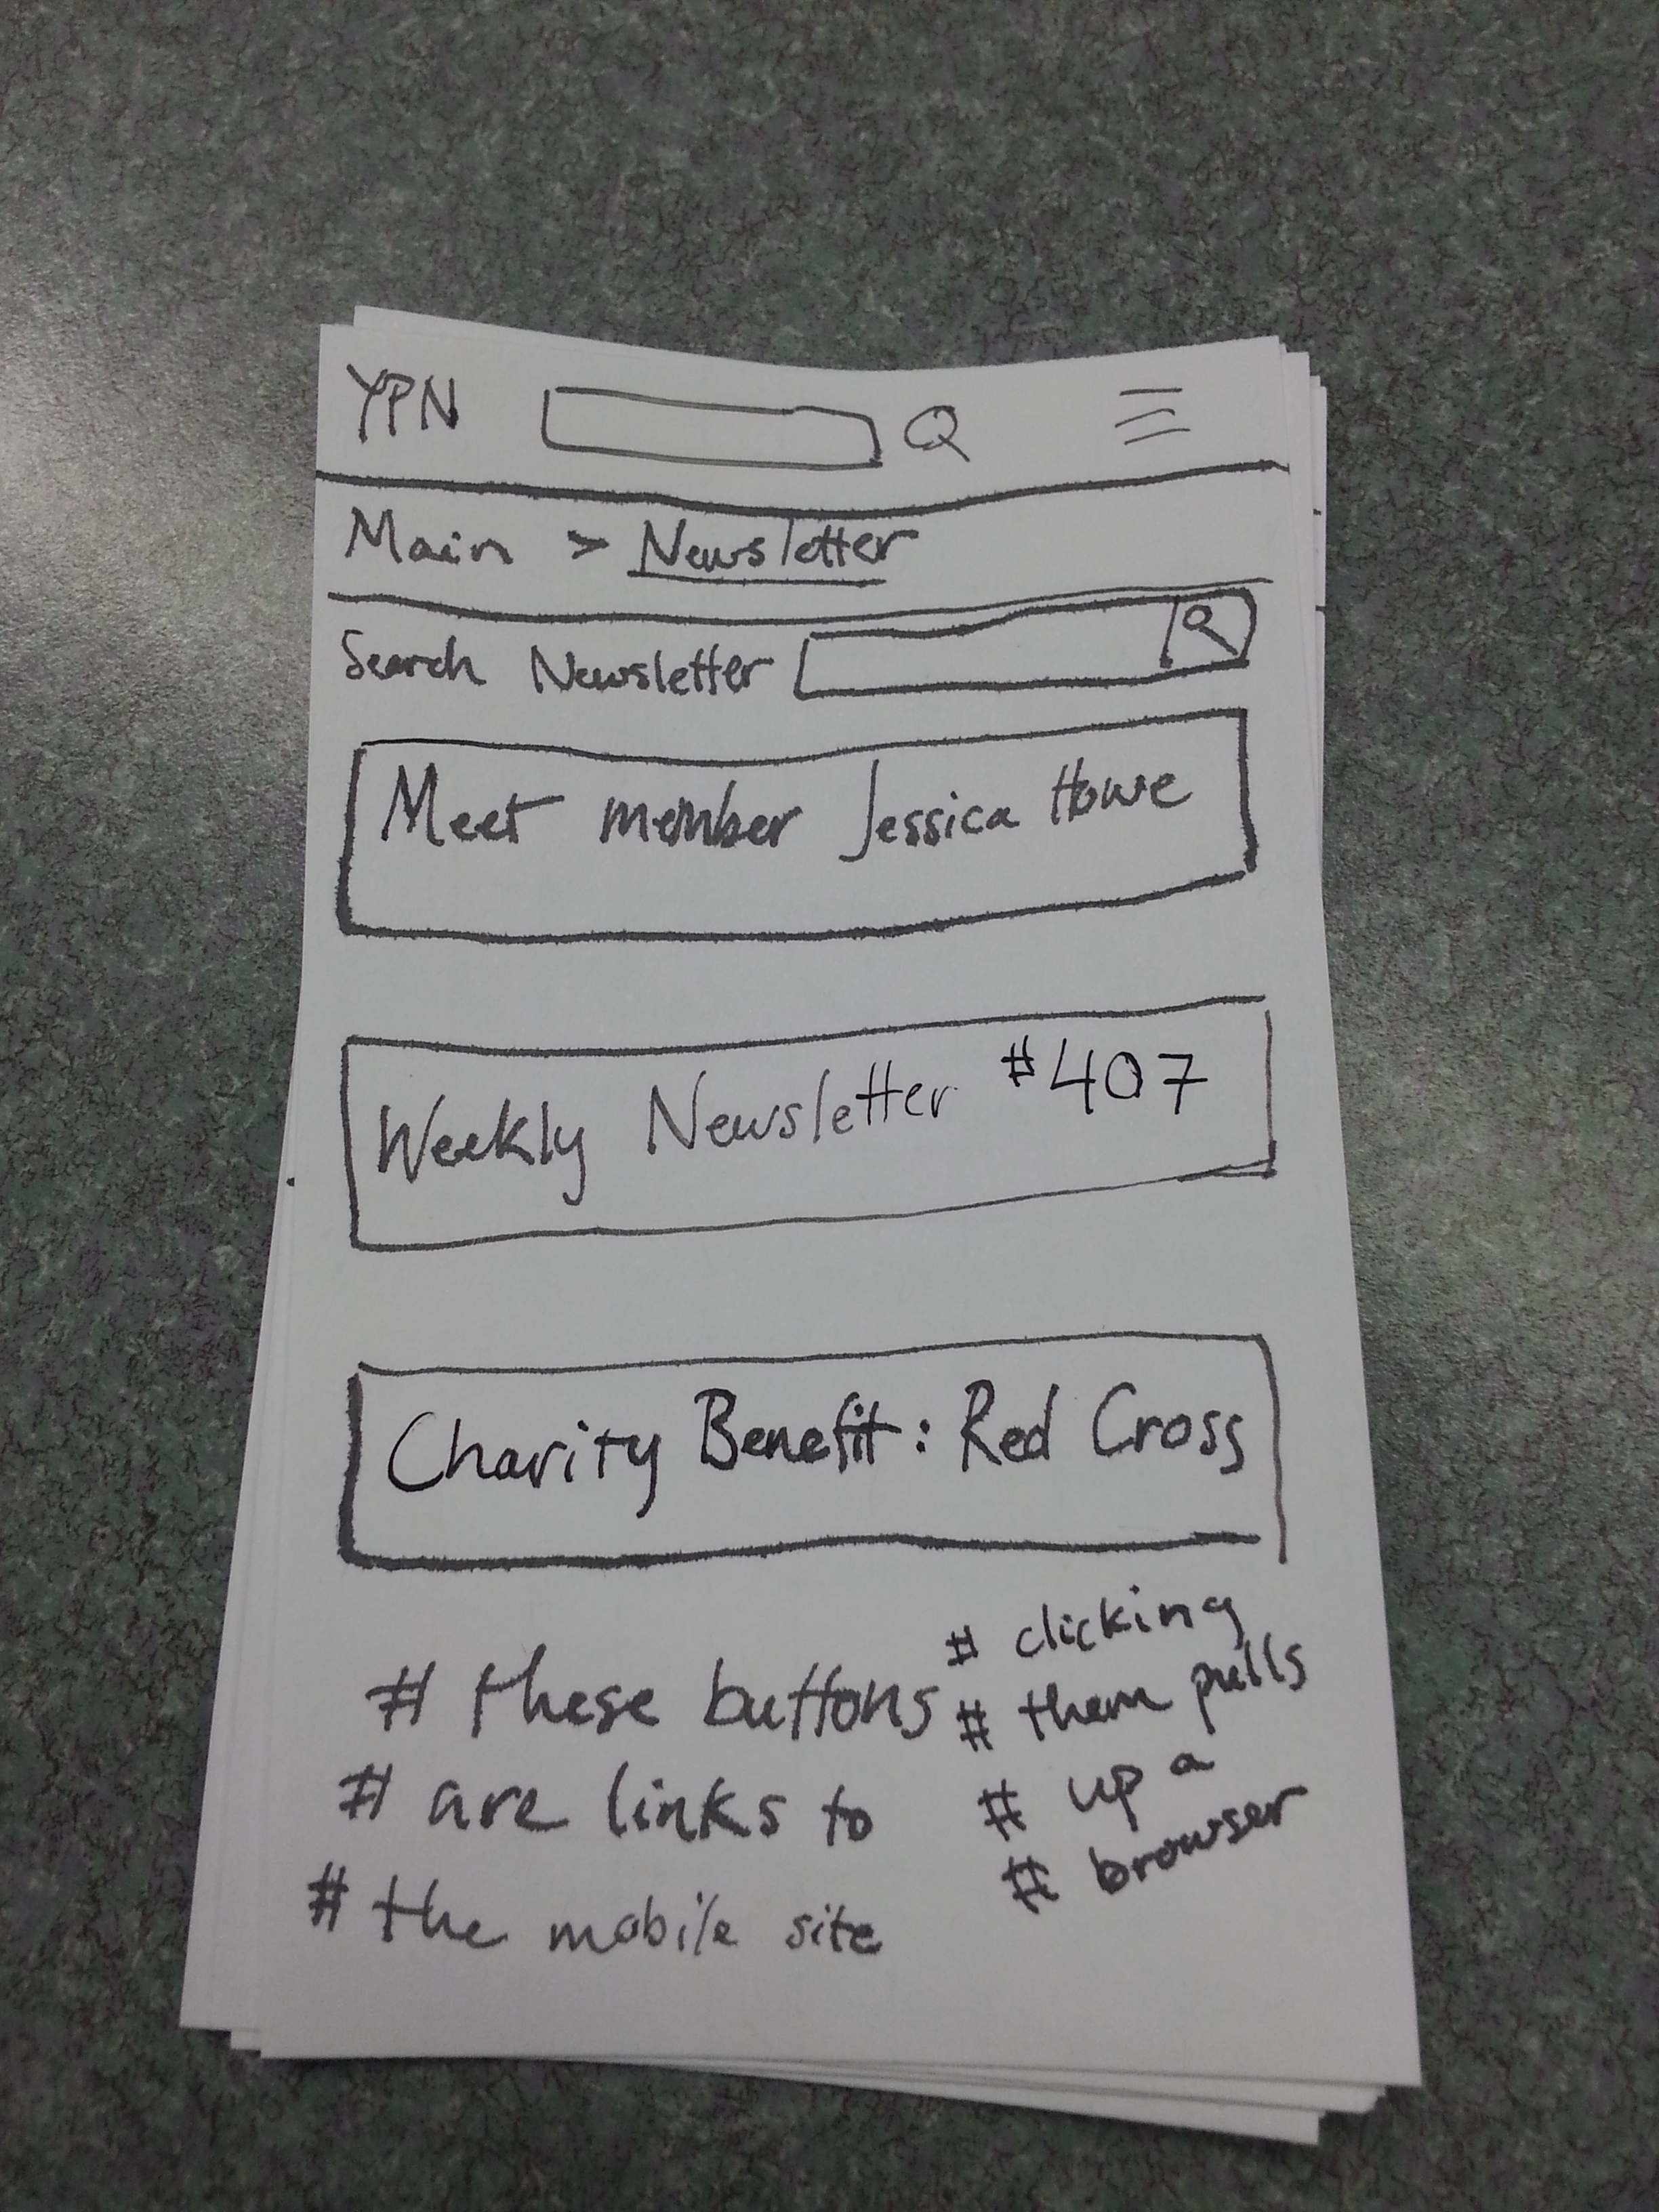 YPN
Main > Newsletter
Search Newsletter
Meet member Jessica Howe
Weekly Newsletter #407
Charity Benefit: Red Cross
# these buttons
# are links to
# the mobile site
# clicking
# them pulls
# up a
# browser